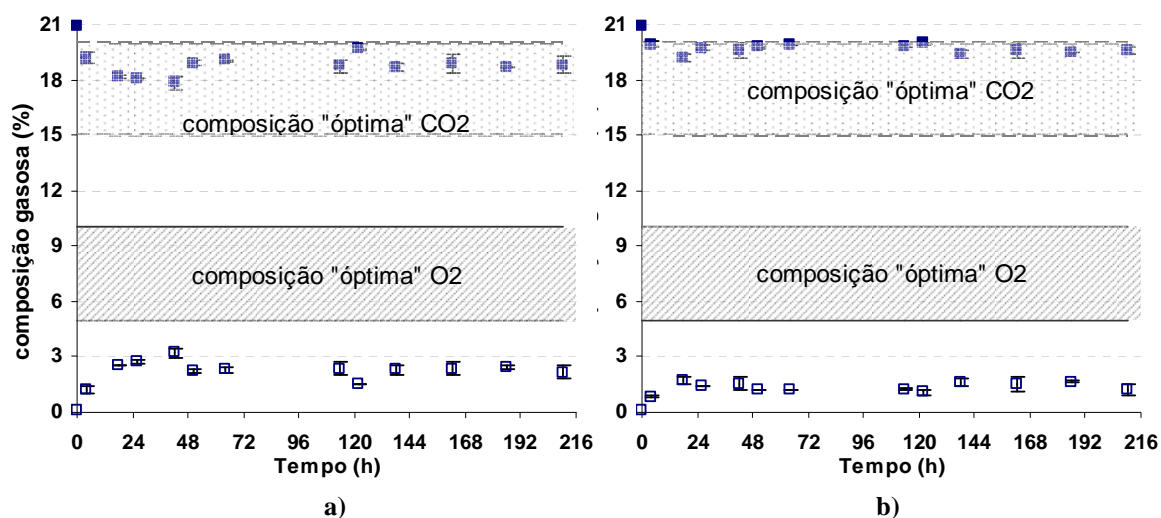 composição gasosa (%)
21
18
15
12
9
6
3
0
composição "óptima" CO2
composição "óptima" O2
0 24 48 72 96 120 144 168 192 216
Tempo (h)
a)
21
18
15
12
9
6
3
0
composição "óptima" CO2
composição "óptima" O2
0 24 48 72 96 120 144 168 192 216
Tempo (h)
b)